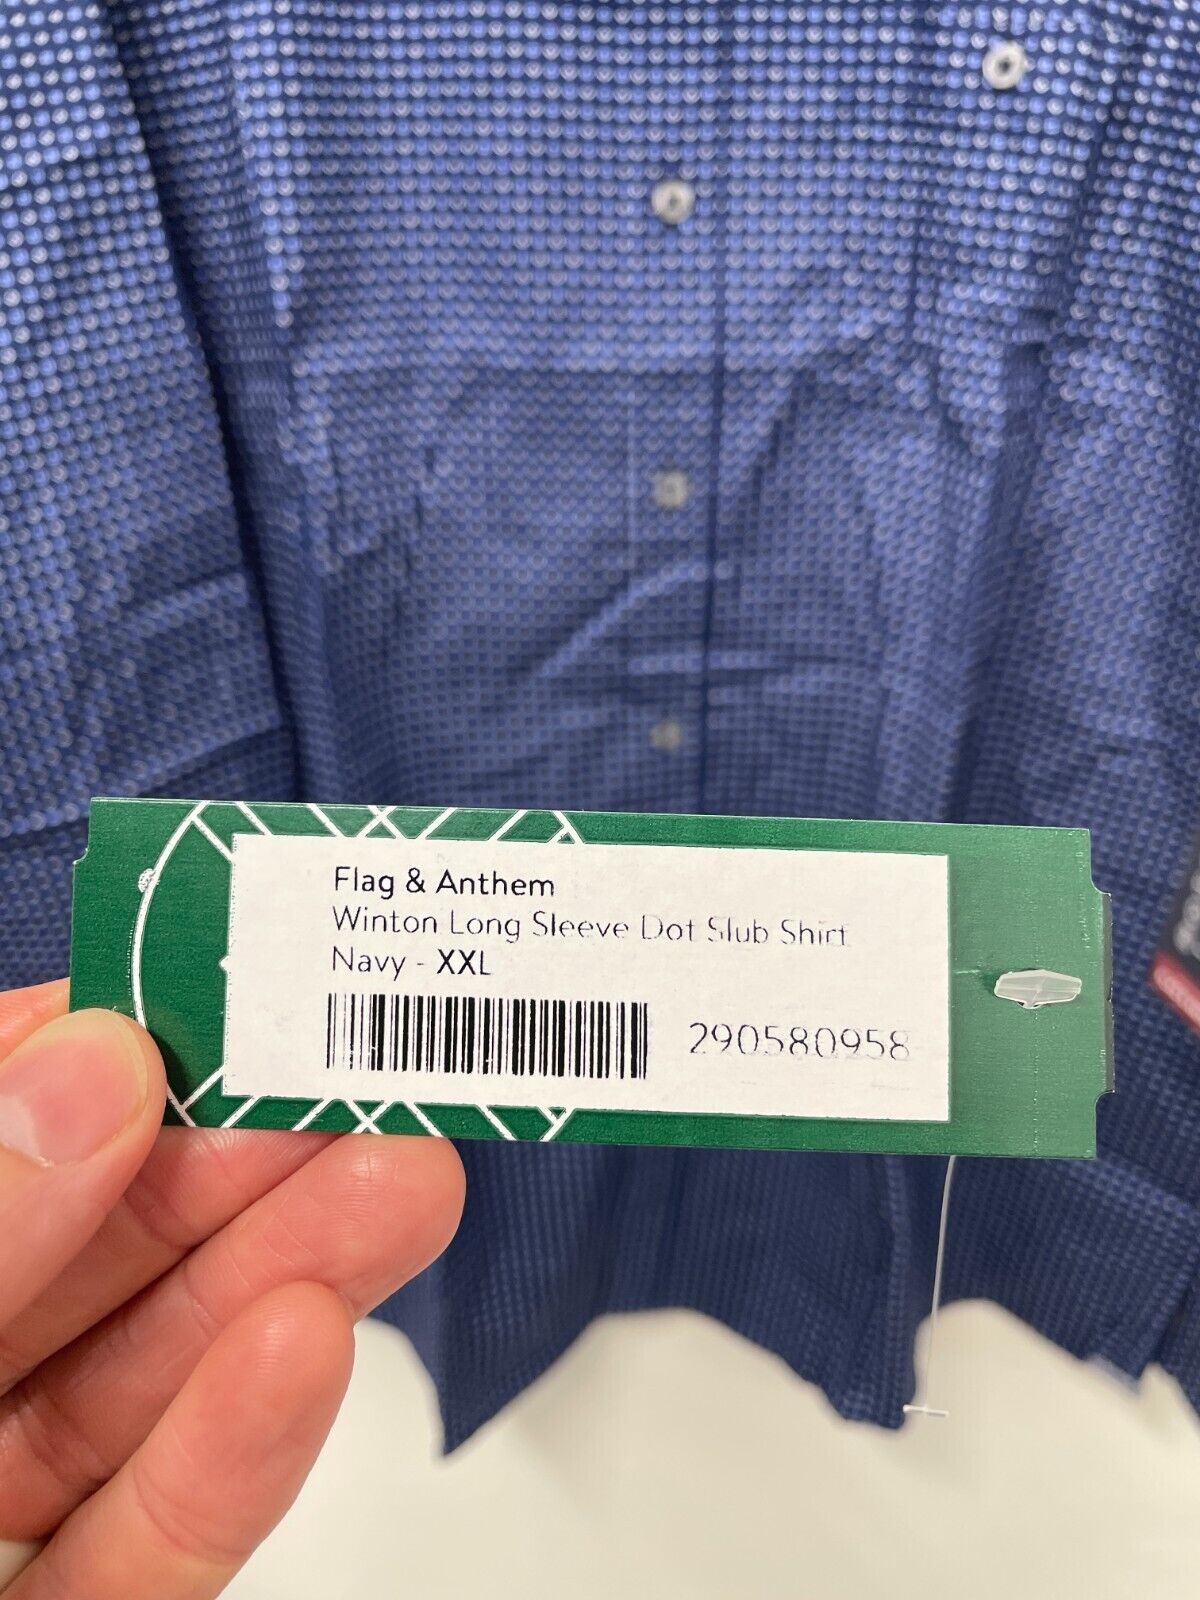 Flag & Anthem
Winton Long Sleeve Dot Slub Shirt
Navy - XXL
290580958